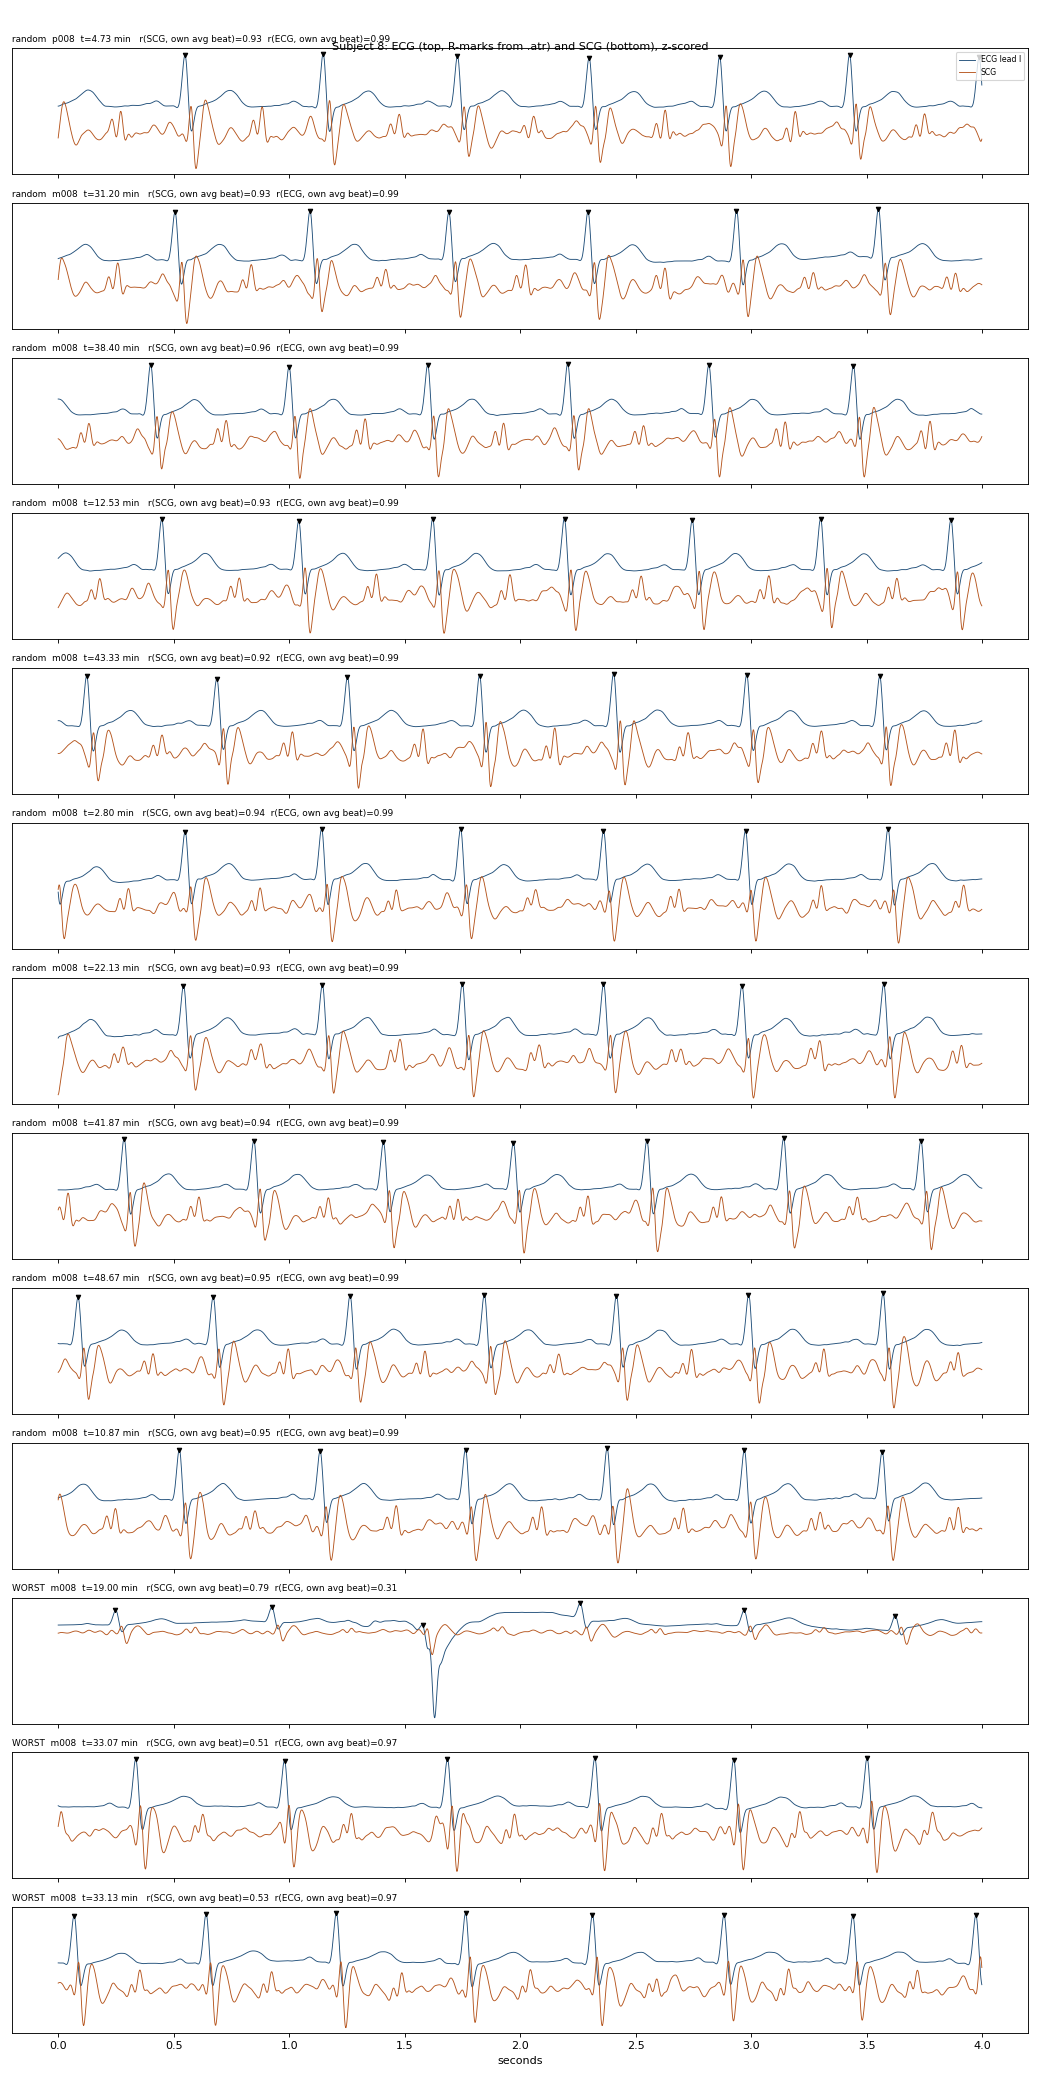 random  p008  t=4.73 min   r(SCG, own avg beat)=0.93  r(ECG, own avg beat)=0.99
Subject 8: ECG (top, R-marks from .atr) and SCG (bottom), z-scored
ECG lead I
SCG
random  m008  t=31.20 min   r(SCG, own avg beat)=0.93  r(ECG, own avg beat)=0.99
random  m008  t=38.40 min   r(SCG, own avg beat)=0.96  r(ECG, own avg beat)=0.99
random  m008  t=12.53 min   r(SCG, own avg beat)=0.93  r(ECG, own avg beat)=0.99
random  m008  t=43.33 min   r(SCG, own avg beat)=0.92  r(ECG, own avg beat)=0.99
random  m008  t=2.80 min   r(SCG, own avg beat)=0.94  r(ECG, own avg beat)=0.99
random  m008  t=22.13 min   r(SCG, own avg beat)=0.93  r(ECG, own avg beat)=0.99
random  m008  t=41.87 min   r(SCG, own avg beat)=0.94  r(ECG, own avg beat)=0.99
random  m008  t=48.67 min   r(SCG, own avg beat)=0.95  r(ECG, own avg beat)=0.99
random  m008  t=10.87 min   r(SCG, own avg beat)=0.95  r(ECG, own avg beat)=0.99
WORST  m008  t=19.00 min   r(SCG, own avg beat)=0.79  r(ECG, own avg beat)=0.31
WORST  m008  t=33.07 min   r(SCG, own avg beat)=0.51  r(ECG, own avg beat)=0.97
WORST  m008  t=33.13 min   r(SCG, own avg beat)=0.53  r(ECG, own avg beat)=0.97
0.0 0.5 1.0 1.5 2.0 2.5 3.0 3.5 4.0
seconds